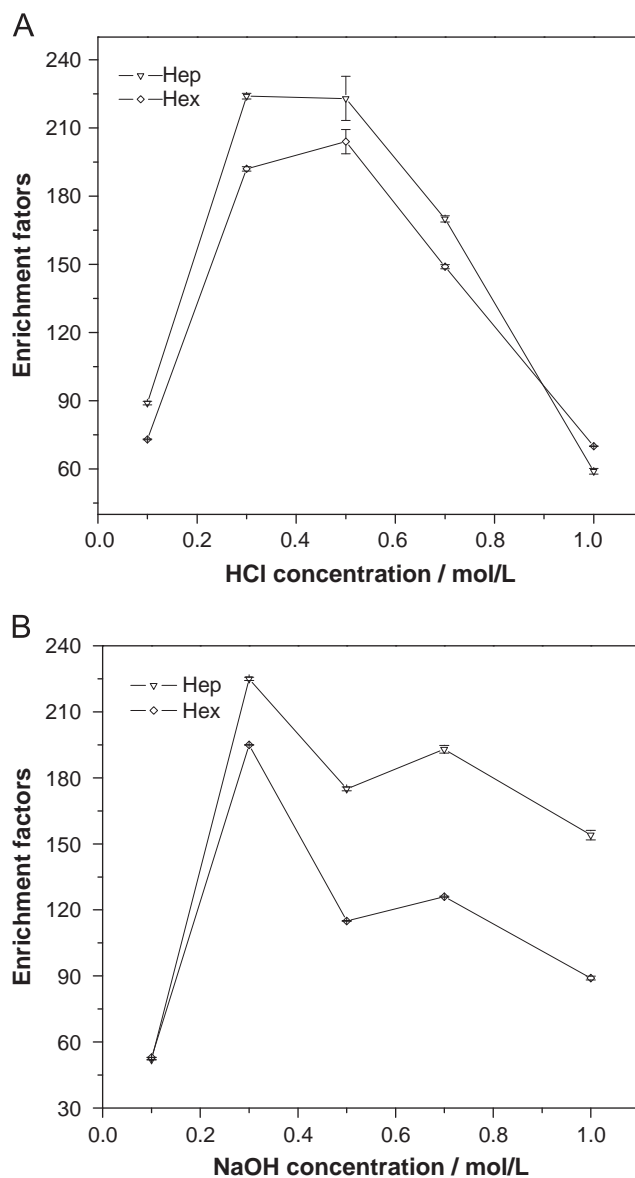 A
240
210
180
150
120
90
60
Enrichment fators
Hep
Hex
0.0 0.2 0.4 0.6 0.8 1.0
HCl concentration / mol/L
B
240
210
180
150
120
90
60
30
Enrichment factors
Hep
Hex
0.0 0.2 0.4 0.6 0.8 1.0
NaOH concentration / mol/L